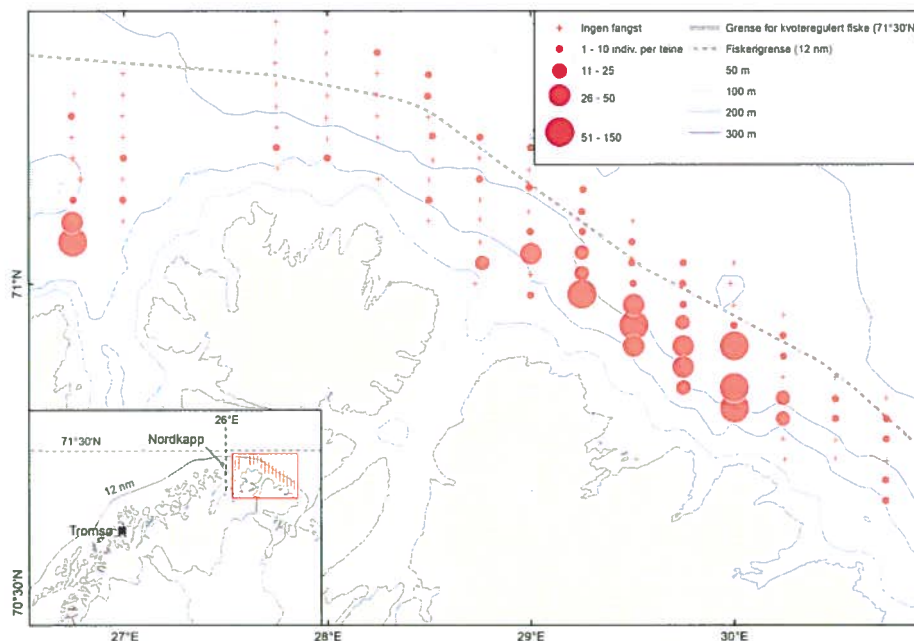 Ingen fangst
1 - 10 indiv. per teine
11 - 25
26 - 50
51 - 150
Grense for kvoteregulert fiske (71°30'N
Fiskerigrense (12 nm)
50 m
100 m
200 m
300 m
71°N
70°30'N
26°E
71°30'N
Nordkapp
12 nm
Tromsø
27°E
28°E
29°E
30°E